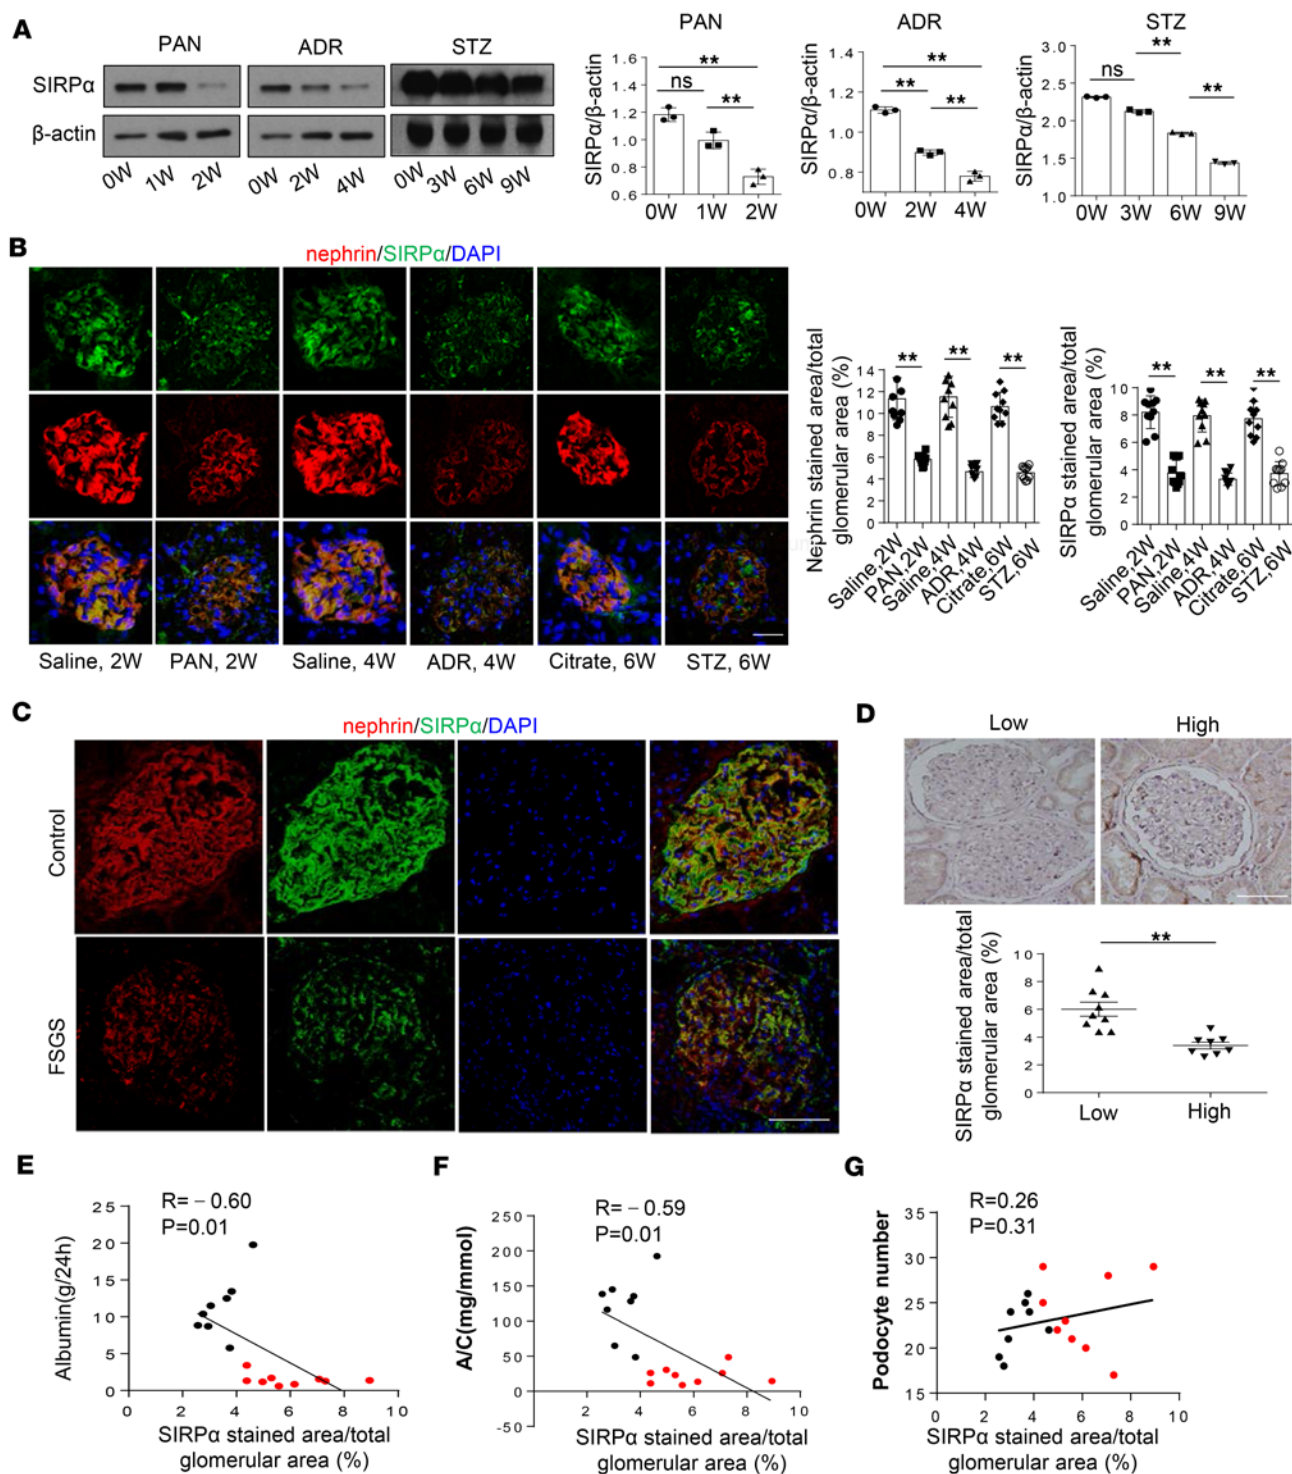 A
PAN
ADR
STZ
SIRPα
β-actin
0W 1W 2W
0W 2W 4W
0W 3W 6W 9W
PAN
SIRPα/β-actin
1.6
1.4
1.2
1.0
0.8
0.6
**
ns
**
0W 1W 2W
ADR
SIRPα/β-actin
1.4
1.2
1.0
0.8
**
** **
0W 2W 4W
STZ
SIRPα/β-actin
3.0
2.5
2.0
1.5
1.0
**
ns
**
0W 3W 6W 9W
B
nephrin/SIRPα/DAPI
Saline, 2W PAN, 2W Saline, 4W ADR, 4W Citrate, 6W STZ, 6W
Nephrin stained area/total
glomerular area (%)
14
12
10
8
6
4
2
0
** ** **
Saline,2W
PAN,2W
Saline,4W
ADR,4W
Citrate,6W
STZ,6W
SIRPα stained area/total
glomerular area (%)
10
8
6
4
2
0
** ** **
Saline,2W
PAN,2W
Saline,4W
ADR,4W
Citrate,6W
STZ,6W
C
nephrin/SIRPα/DAPI
Control
FSGS
D
Low High
SIRPα stained area/total
glomerular area (%)
10
8
6
4
2
0
**
Low High
E
R= – 0.60
P=0.01
Albumin(g/24h)
25
20
15
10
5
0
0 2 4 6 8 10
SIRPα stained area/total
glomerular area (%)
F
R= – 0.59
P=0.01
A/C(mg/mmol)
250
200
150
100
50
0
-50
0 2 4 6 8 10
SIRPα stained area/total
glomerular area (%)
G
R=0.26
P=0.31
Podocyte number
35
30
25
20
15
0 2 4 6 8 10
SIRPα stained area/total
glomerular area (%)